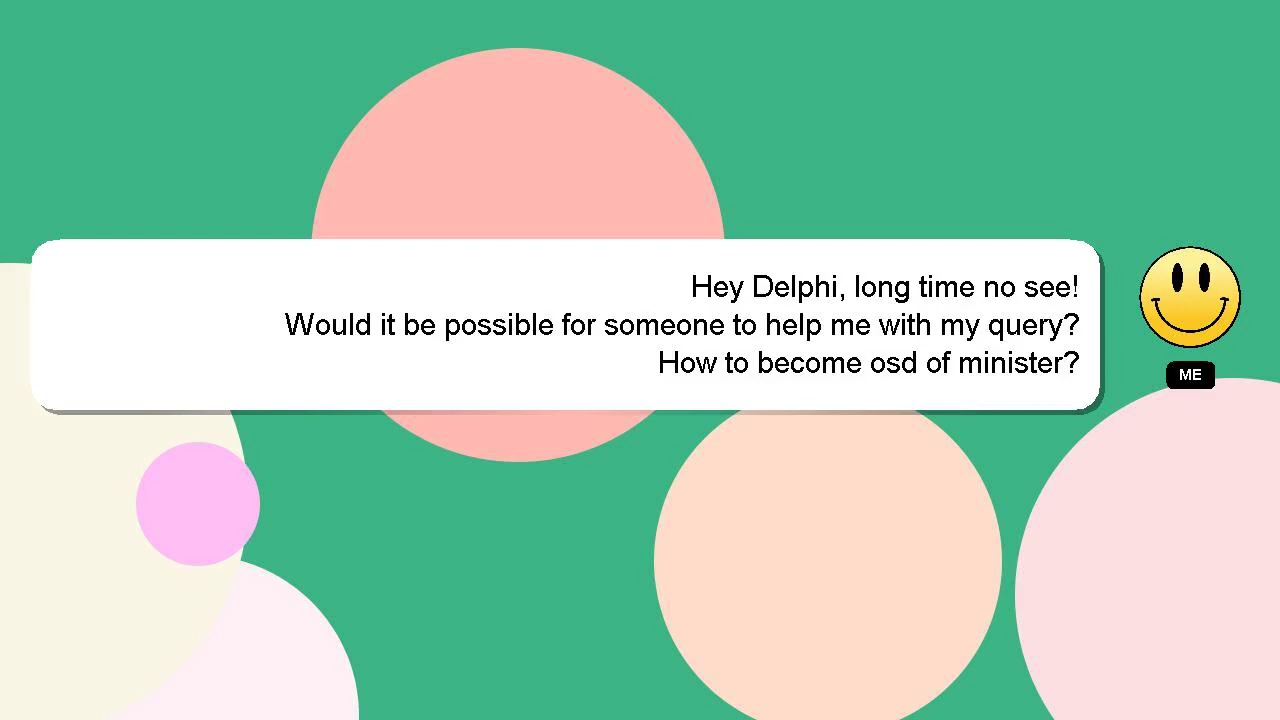 Hey Delphi, long time no see!
Would it be possible for someone to help me with my query?
How to become osd of minister?
ME